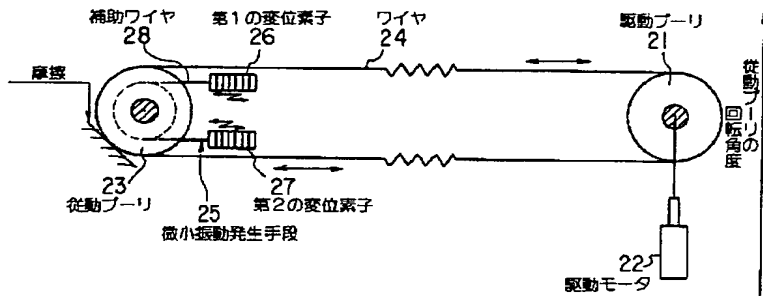 補助ワイヤ
28
第1の変位素子
26
ワイヤ
24
駆動プーリ
21
摩擦
従動プーリの
回転角度
23
従動プーリ
25
微小振動発生手段
27
第2の変位素子
22
駆動モータ